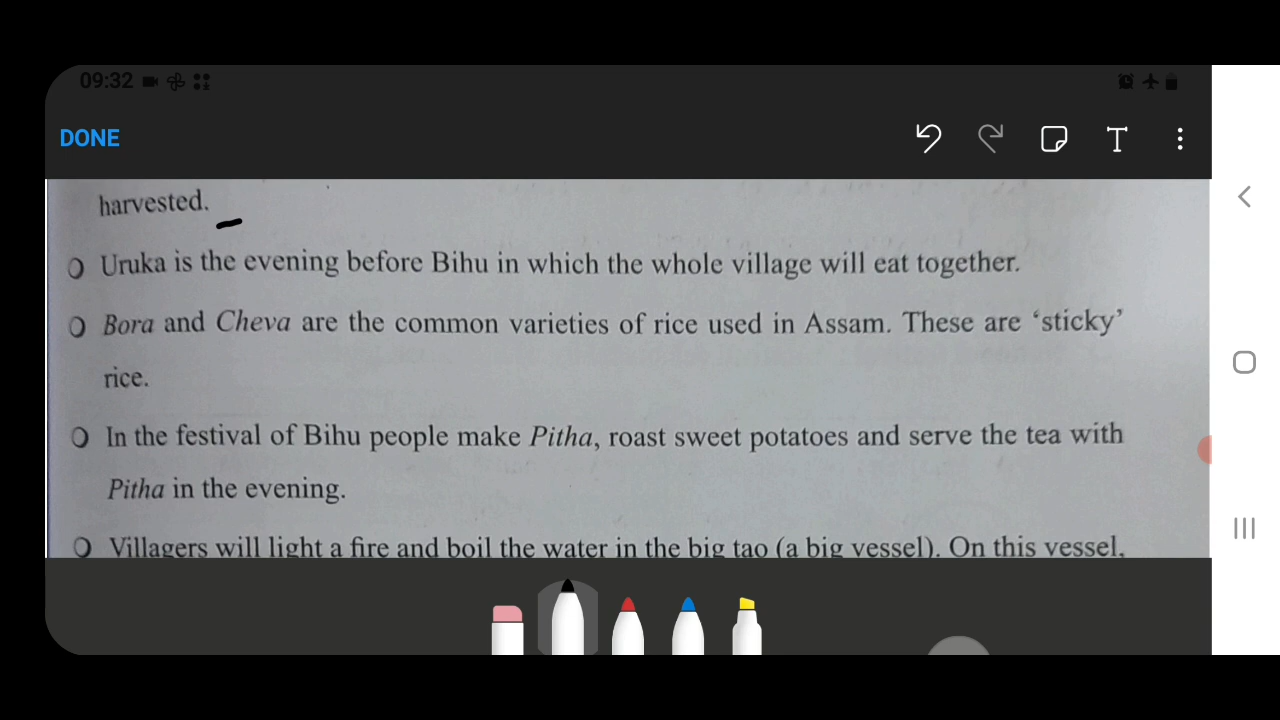 09:32
DONE
T
harvested.
Uruka is the evening before Bihu in which the whole village will eat together.
Bora and Cheva are the common varieties of rice used in Assam. These are ‘sticky’
rice.
In the festival of Bihu people make Pitha, roast sweet potatoes and serve the tea with
Pitha in the evening.
Villagers will light a fire and boil the water in the big tao (a big vessel). On this vessel,